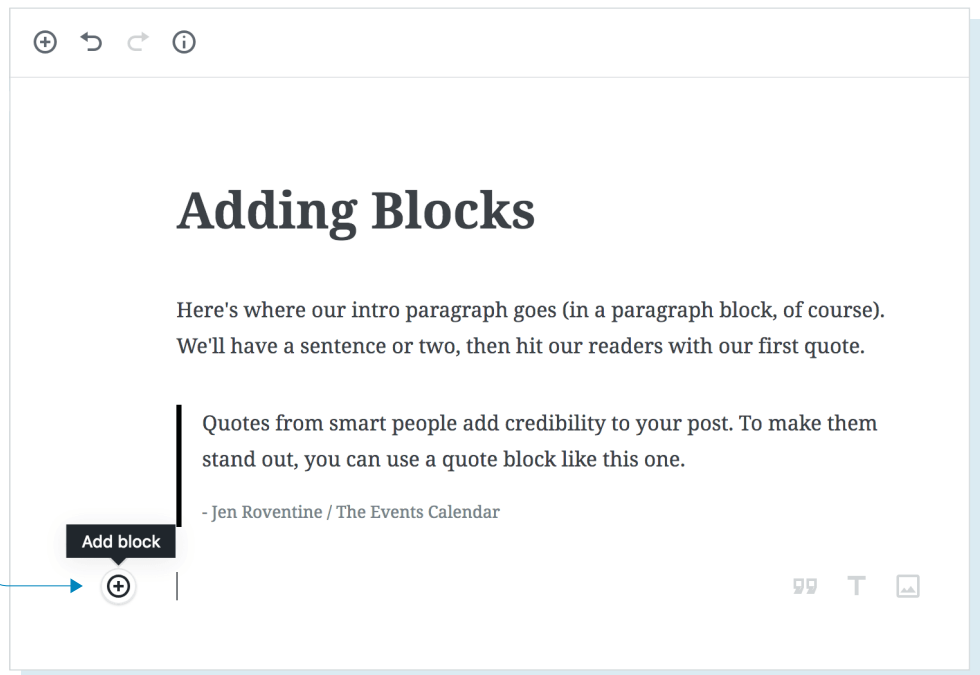 Adding Blocks
Here's where our intro paragraph goes (in a paragraph block, of course).
We'll have a sentence or two, then hit our readers with our first quote.
Quotes from smart people add credibility to your post. To make them
stand out, you can use a quote block like this one.
- Jen Roventine / The Events Calendar
Add block